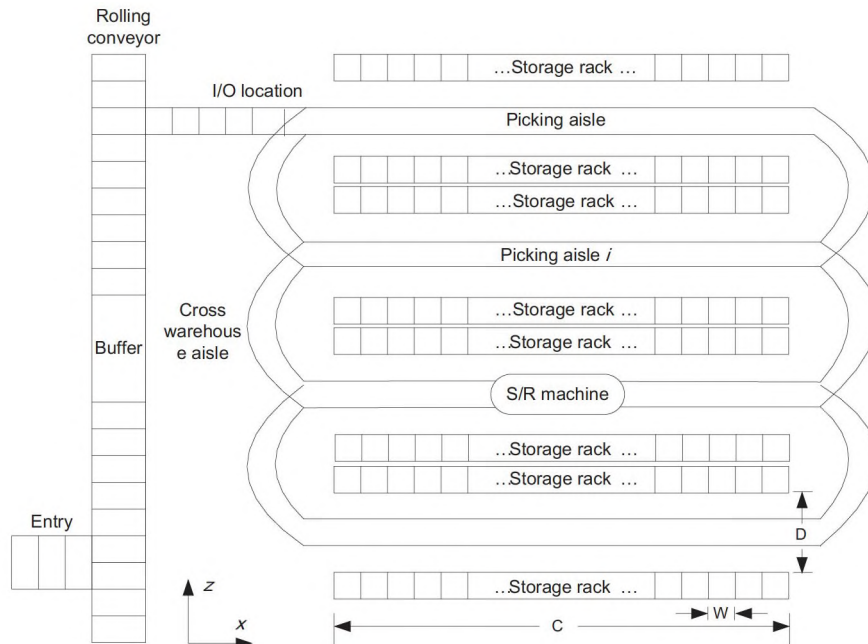 Rolling
conveyor
...Storage rack ...
I/O location
Picking aisle
...Storage rack ...
...Storage rack ...
Picking aisle i
Cross
warehous
e aisle
...Storage rack ...
...Storage rack ...
Buffer
S/R machine
...Storage rack ...
...Storage rack ...
Entry
D
z
...Storage rack ...
x
C
W